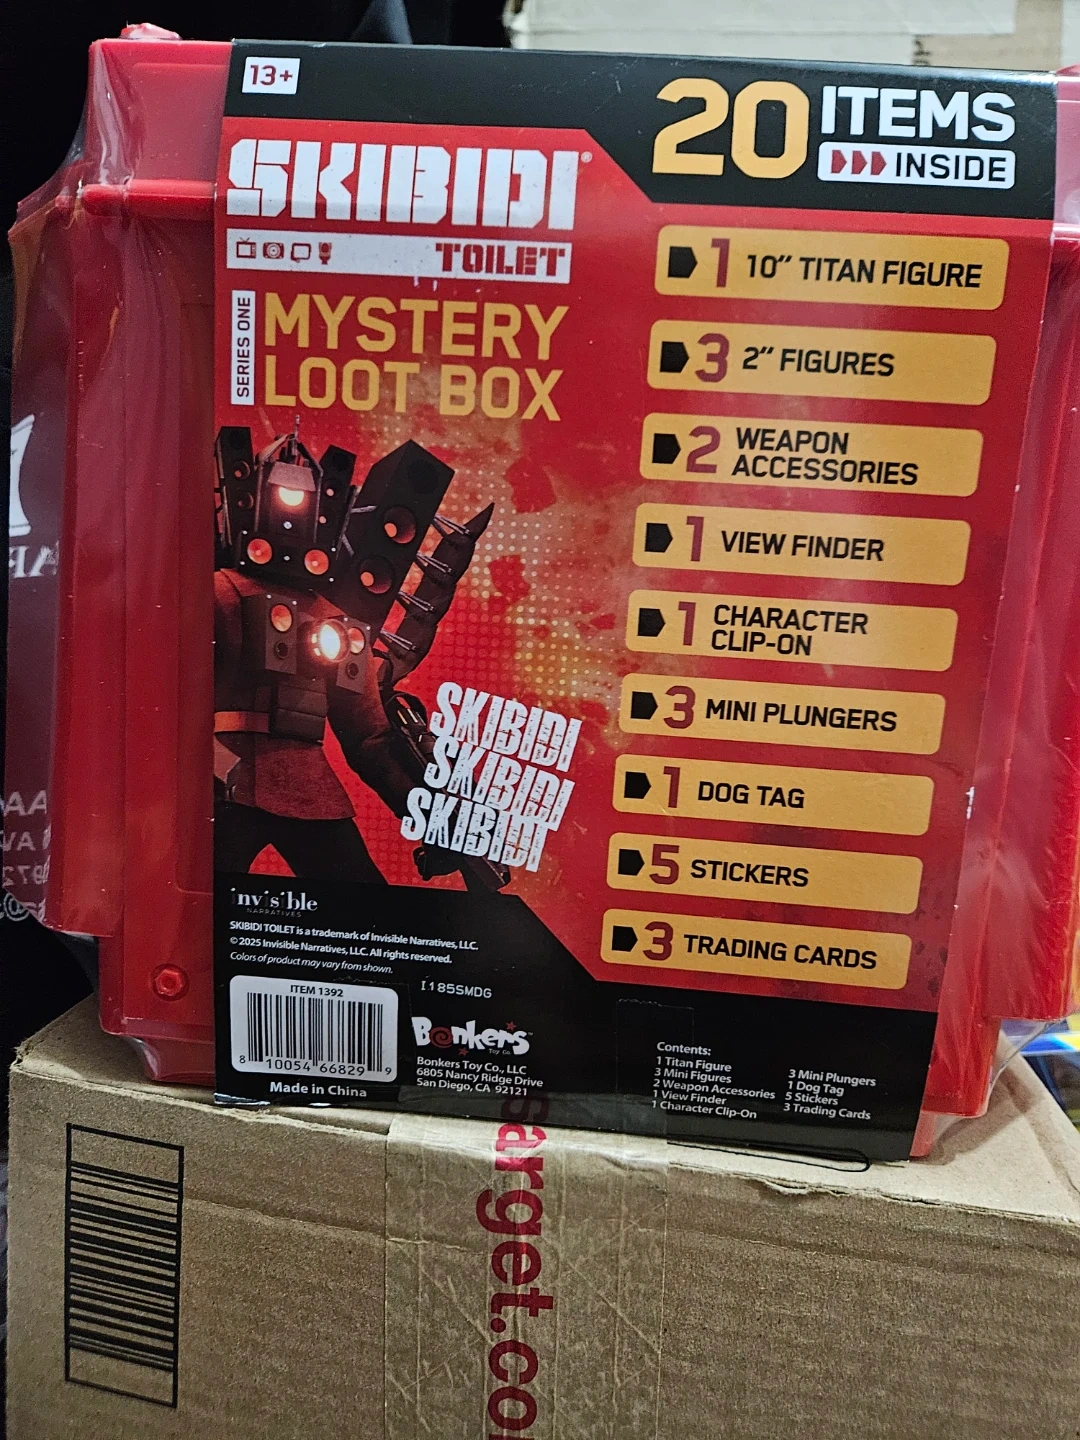 13+
20 ITEMS
INSIDE
SKIBIDI®
TOILET
SERIES ONE
MYSTERY
LOOT BOX
1 10” TITAN FIGURE
3 2” FIGURES
2 WEAPON
ACCESSORIES
1 VIEW FINDER
1 CHARACTER
CLIP-ON
3 MINI PLUNGERS
1 DOG TAG
5 STICKERS
3 TRADING CARDS
SKIBIDI
SKIBIDI
SKIBIDI
invisible
NARRATIVES
SKIBIDI TOILET is a trademark of Invisible Narratives, LLC.
© 2025 Invisible Narratives, LLC. All rights reserved.
Colors of product may vary from shown.
ITEM 1392
8 10054 66829 9
Made in China
I185SMDG
Bonkers™
Toy Co.
Bonkers Toy Co., LLC
6805 Nancy Ridge Drive
San Diego, CA 92121
Contents:
1 Titan Figure
3 Mini Figures
2 Weapon Accessories
1 View Finder
1 Character Clip-On
3 Mini Plungers
1 Dog Tag
5 Stickers
3 Trading Cards
arget.co